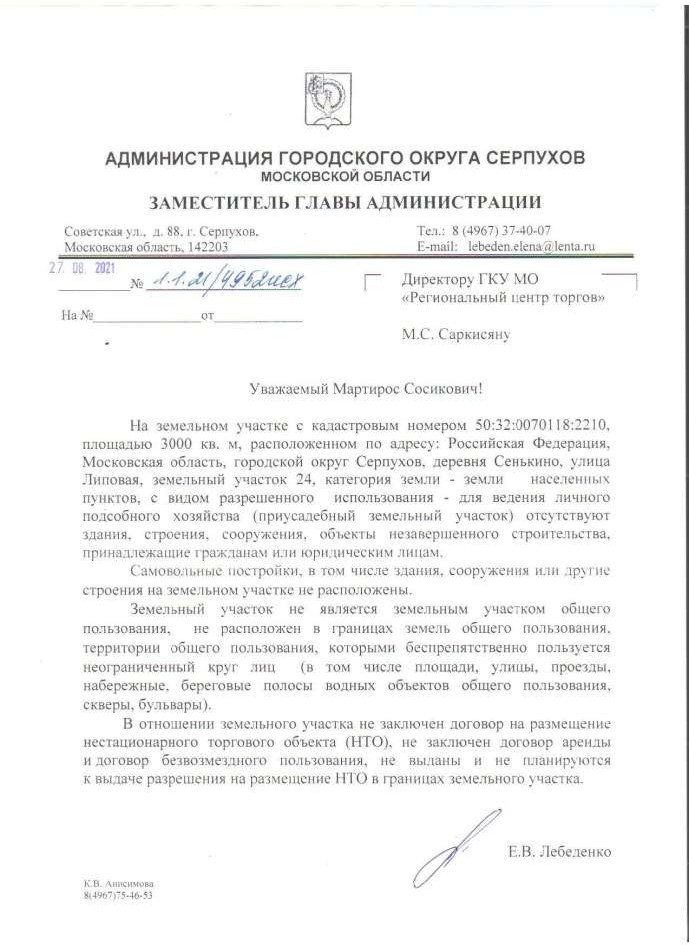 АДМИНИСТРАЦИЯ ГОРОДСКОГО ОКРУГА СЕРПУХОВ
МОСКОВСКОЙ ОБЛАСТИ
ЗАМЕСТИТЕЛЬ ГЛАВЫ АДМИНИСТРАЦИИ
Советская ул., д. 88, г. Серпухов,
Московская область, 142203
Тел.: 8 (4967) 37-40-07
E-mail: lebeden.elena@lenta.ru
27. 08. 2021
№ 1.1.21/4952исх
На №________________от____________
Директору ГКУ МО
«Региональный центр торгов»
М.С. Саркисяну
Уважаемый Мартирос Сосикович!
На земельном участке с кадастровым номером 50:32:0070118:2210,
площадью 3000 кв. м, расположенном по адресу: Российская Федерация,
Московская область, городской округ Серпухов, деревня Сенькино, улица
Липовая, земельный участок 24, категория земли - земли населенных
пунктов, с видом разрешенного использования - для ведения личного
подсобного хозяйства (приусадебный земельный участок) отсутствуют
здания, строения, сооружения, объекты незавершенного строительства,
принадлежащие гражданам или юридическим лицам.
Самовольные постройки, в том числе здания, сооружения или другие
строения на земельном участке не расположены.
Земельный участок не является земельным участком общего
пользования, не расположен в границах земель общего пользования,
территории общего пользования, которыми беспрепятственно пользуется
неограниченный круг лиц (в том числе площади, улицы, проезды,
набережные, береговые полосы водных объектов общего пользования,
скверы, бульвары).
В отношении земельного участка не заключен договор на размещение
нестационарного торгового объекта (НТО), не заключен договор аренды
и договор безвозмездного пользования, не выданы и не планируются
к выдаче разрешения на размещение НТО в границах земельного участка.
Е.В. Лебеденко
К.В. Анисимова
8(4967)75-46-53